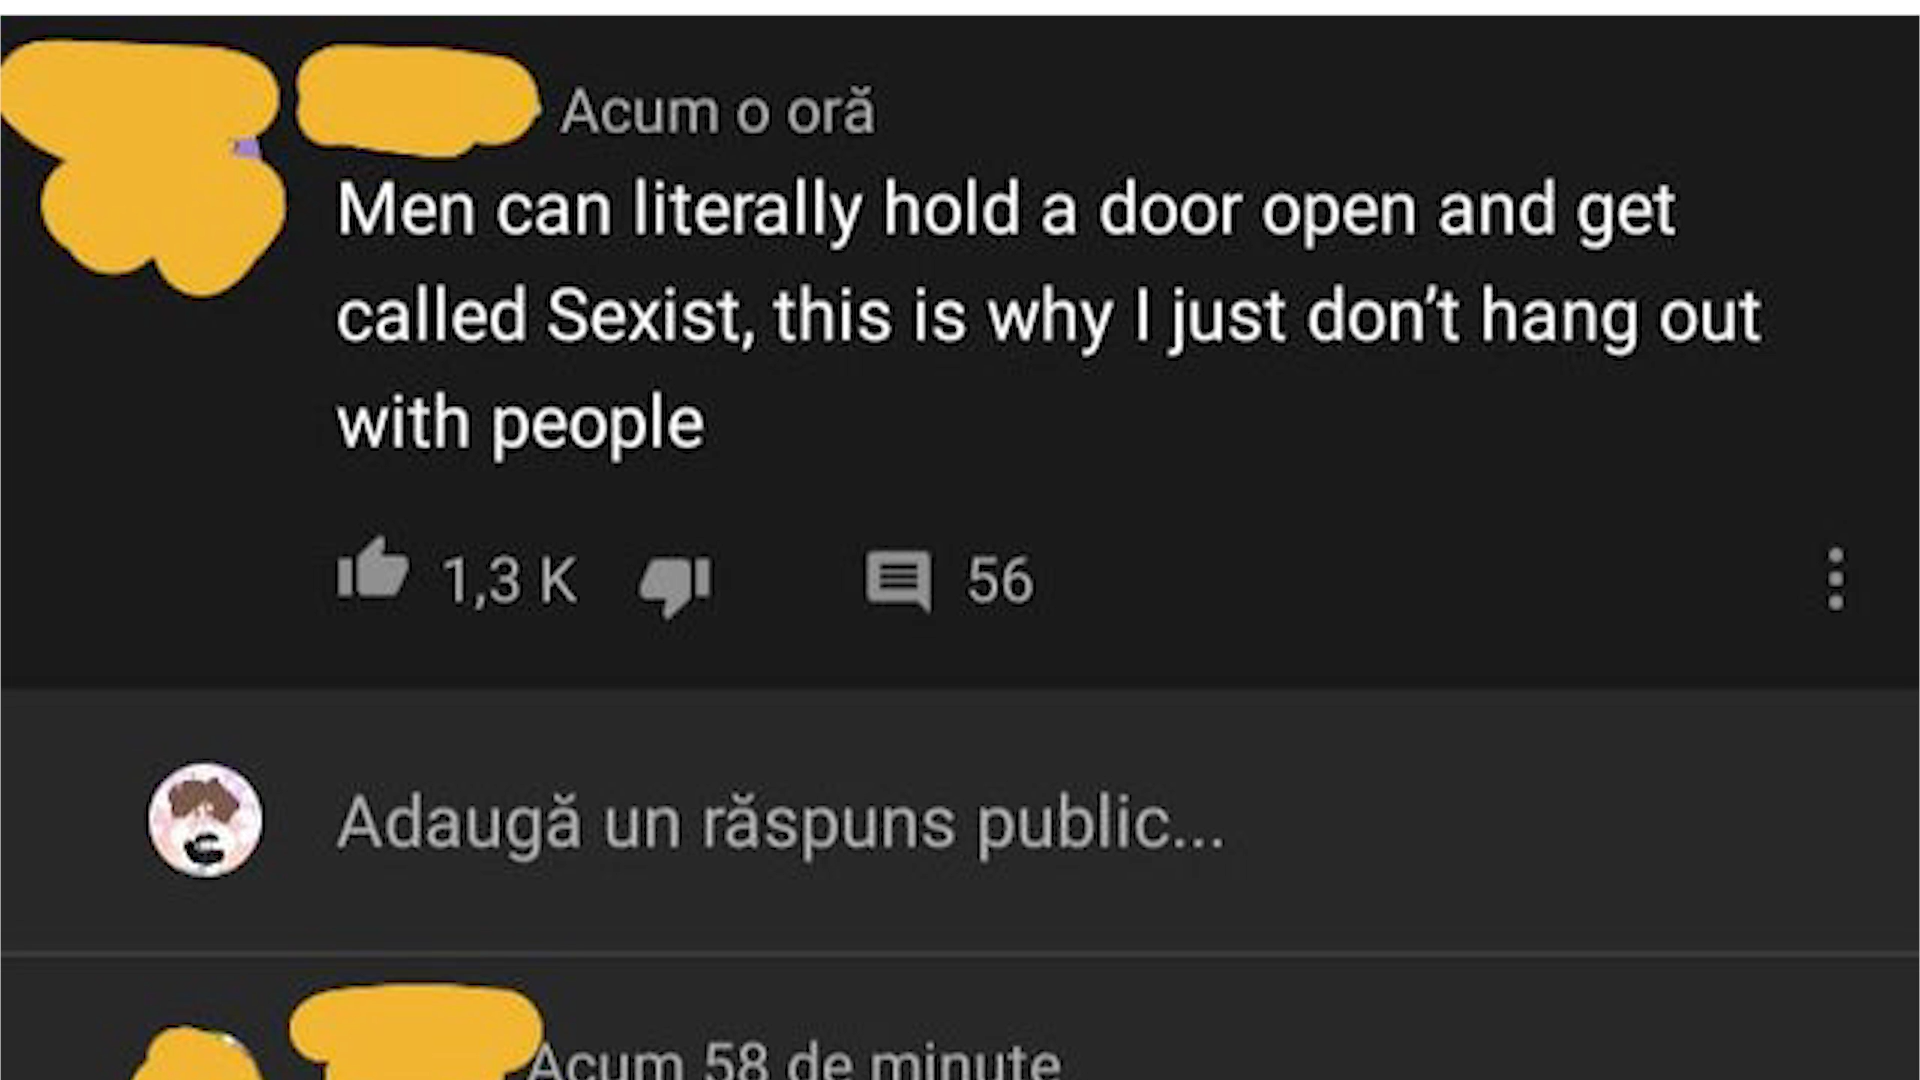 Acum o oră
Men can literally hold a door open and get
called Sexist, this is why I just don’t hang out
with people
1,3 K 56
Adaugă un răspuns public...
Acum 58 de minute